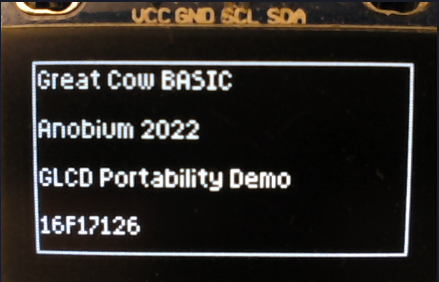 VCC GND SCL SDA
Great Cow BASIC
Anobium 2022
GLCD Portability Demo
16F17126